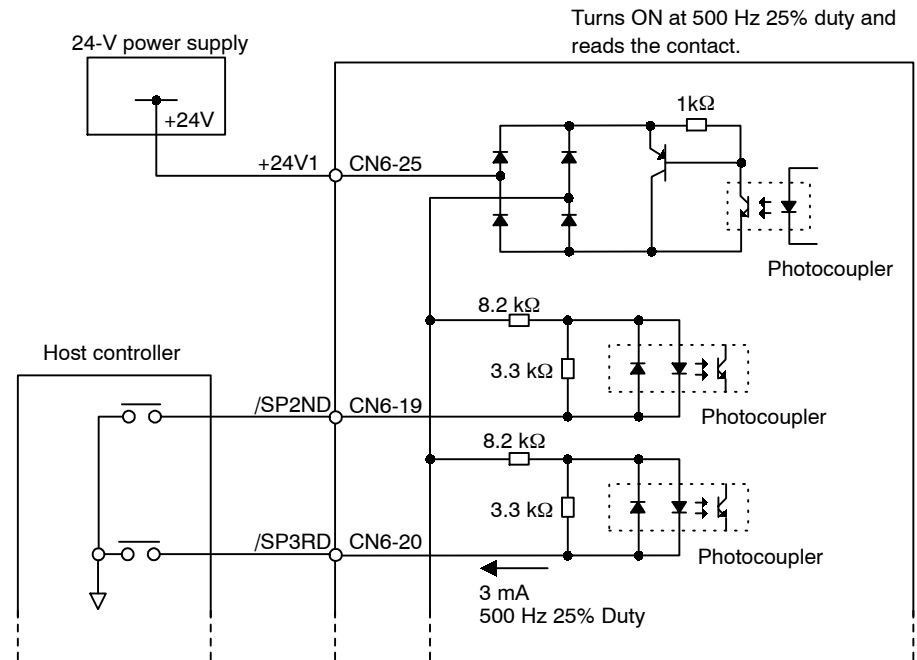 Turns ON at 500 Hz 25% duty and
reads the contact.
24-V power supply
+24V
1kΩ
+24V1
CN6-25
Photocoupler
8.2 kΩ
Host controller
3.3 kΩ
/SP2ND
CN6-19
Photocoupler
8.2 kΩ
3.3 kΩ
/SP3RD
CN6-20
Photocoupler
3 mA
500 Hz 25% Duty